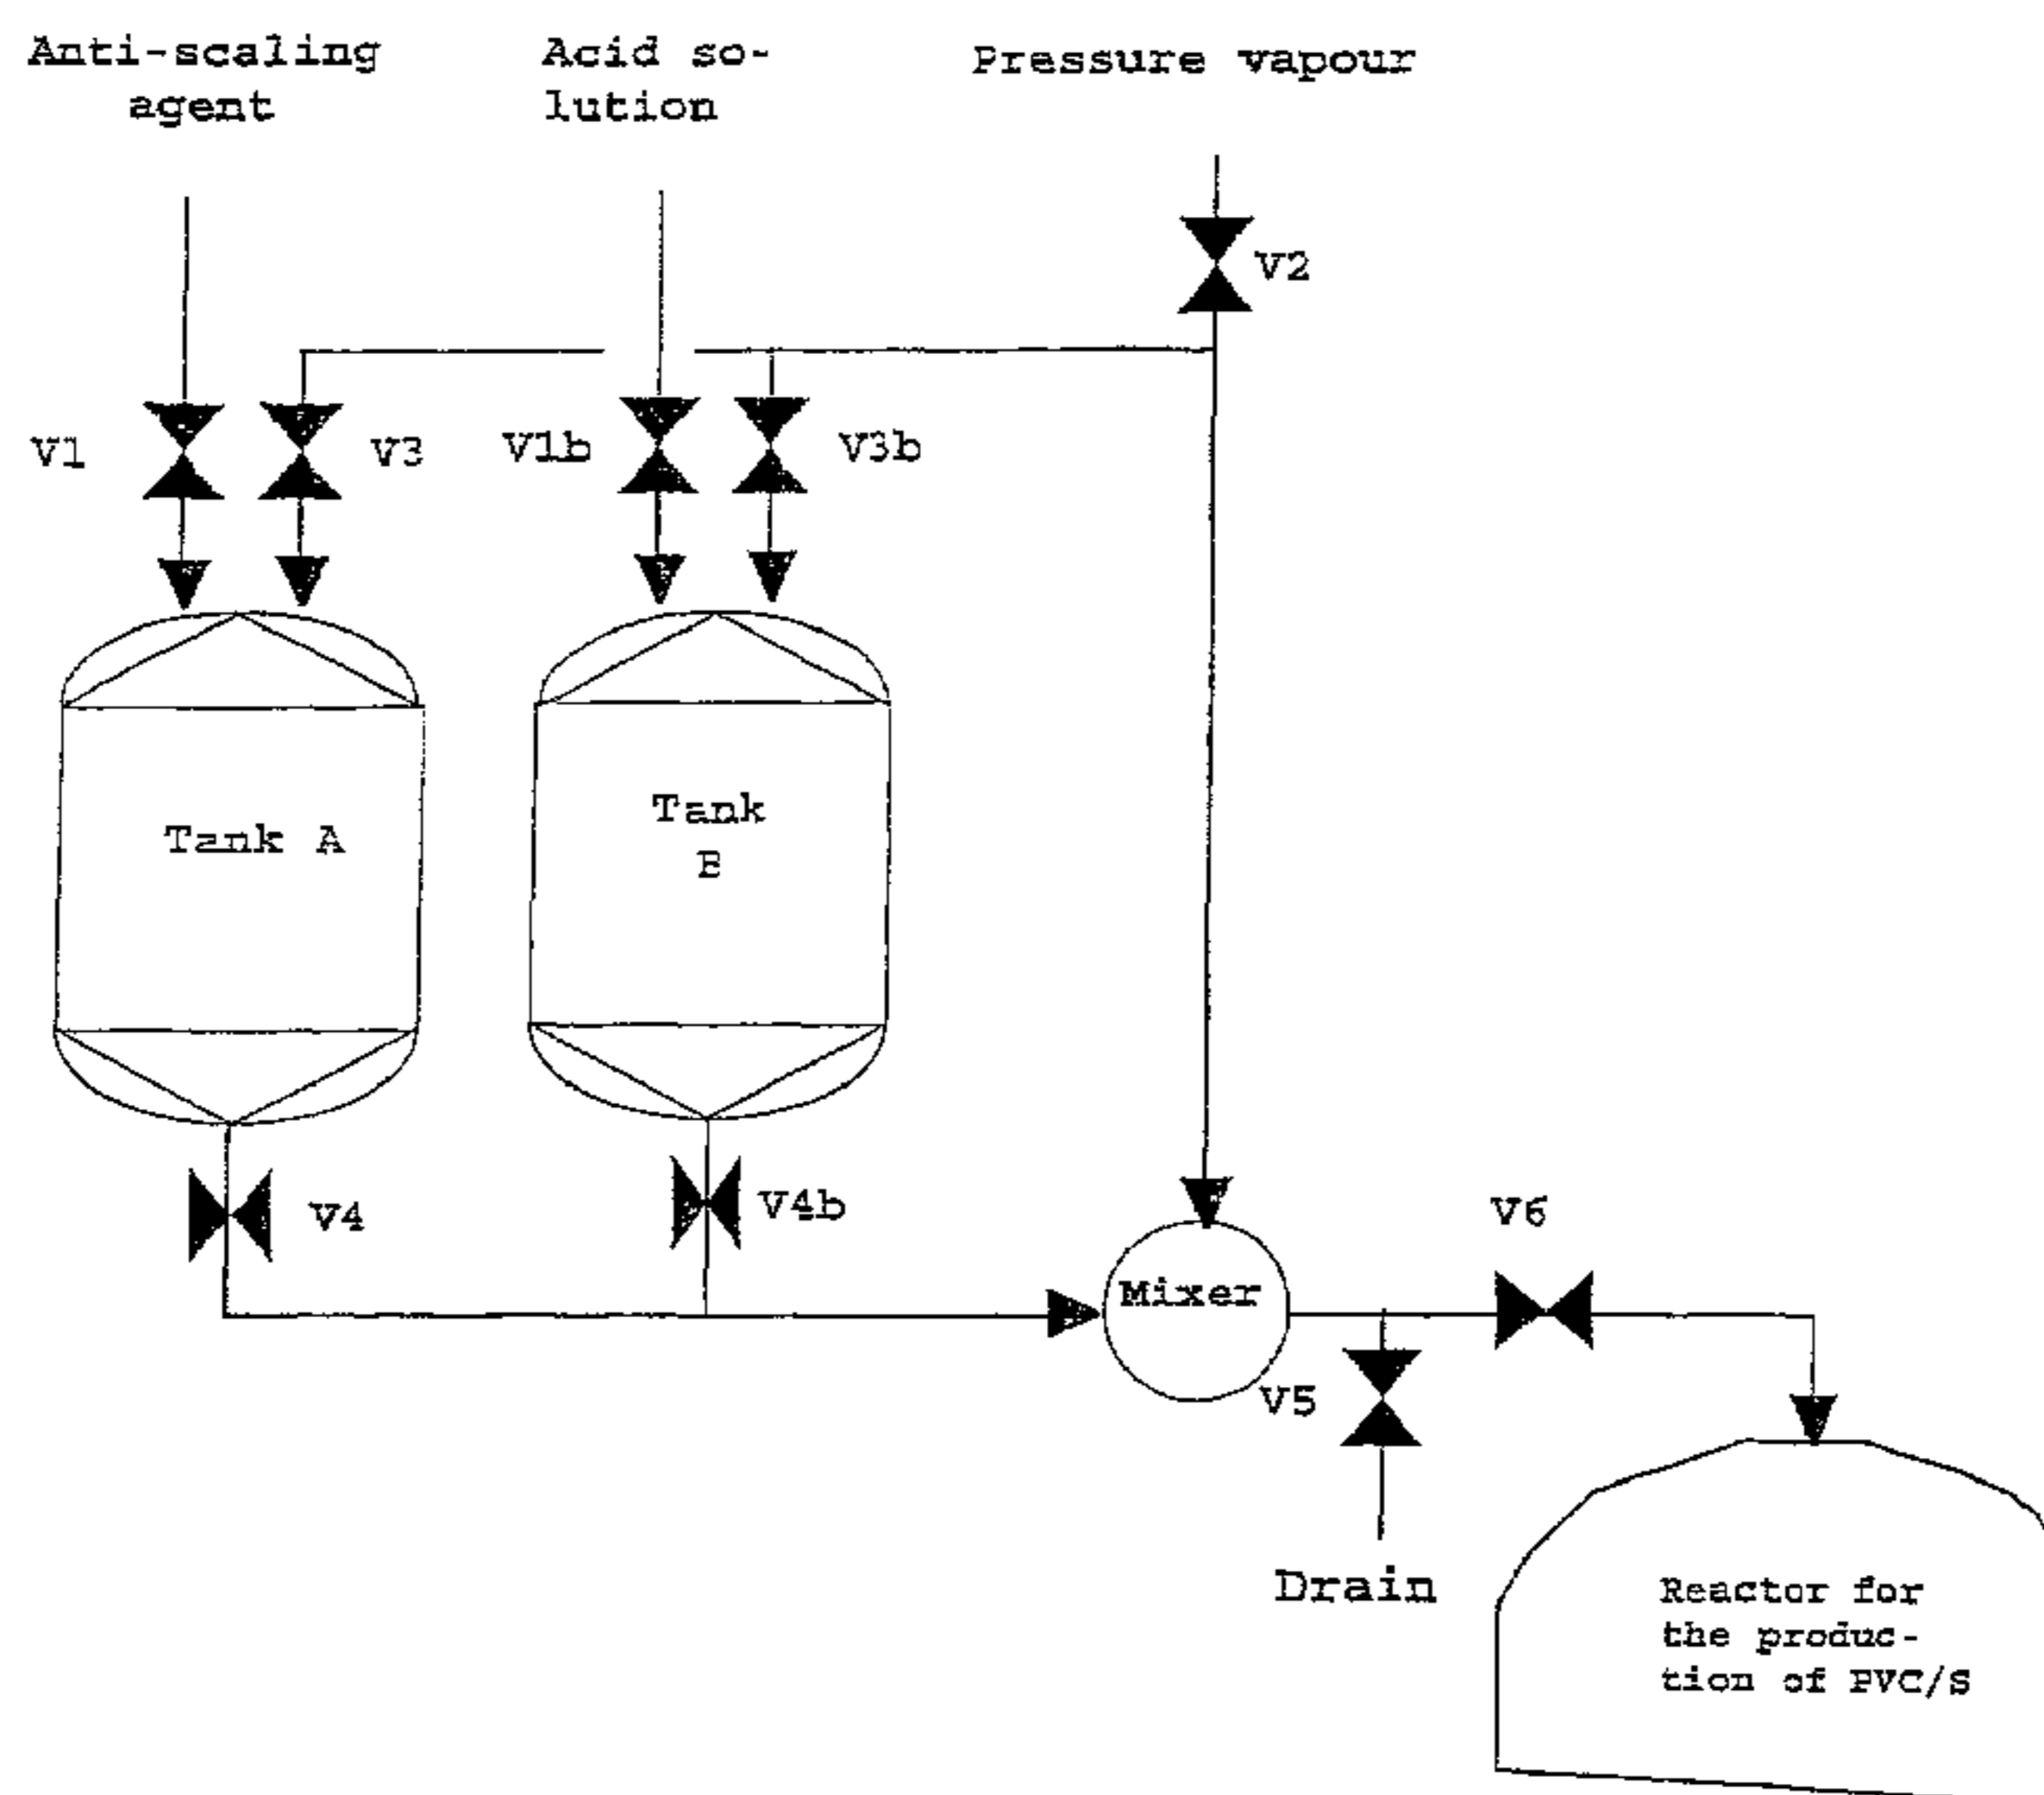 Anti-scaling
agent
Acid so-
lution
Pressure vapour
V2
V1
V3
V1b
V3b
Tank A
Tank
B
V4
V4b
V6
Mixer
V5
Drain
Reactor for
the produc-
tion of PVC/S